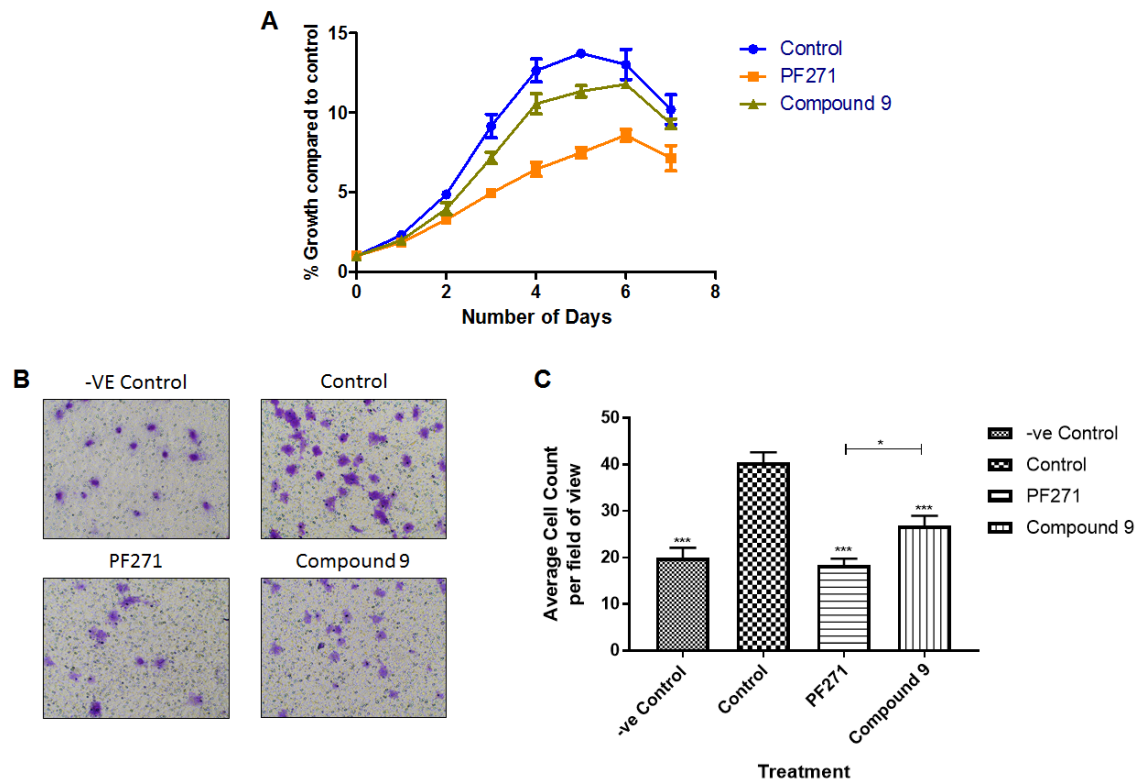 A
% Growth compared to control
15
10
5
0
0 2 4 6 8
Number of Days
Control
PF271
Compound 9
B
-VE Control
Control
PF271
Compound 9
C
Average Cell Count
per field of view
50
40
30
20
10
0
***
***
***
*
-ve Control
Control
PF271
Compound 9
Treatment
-ve Control
Control
PF271
Compound 9